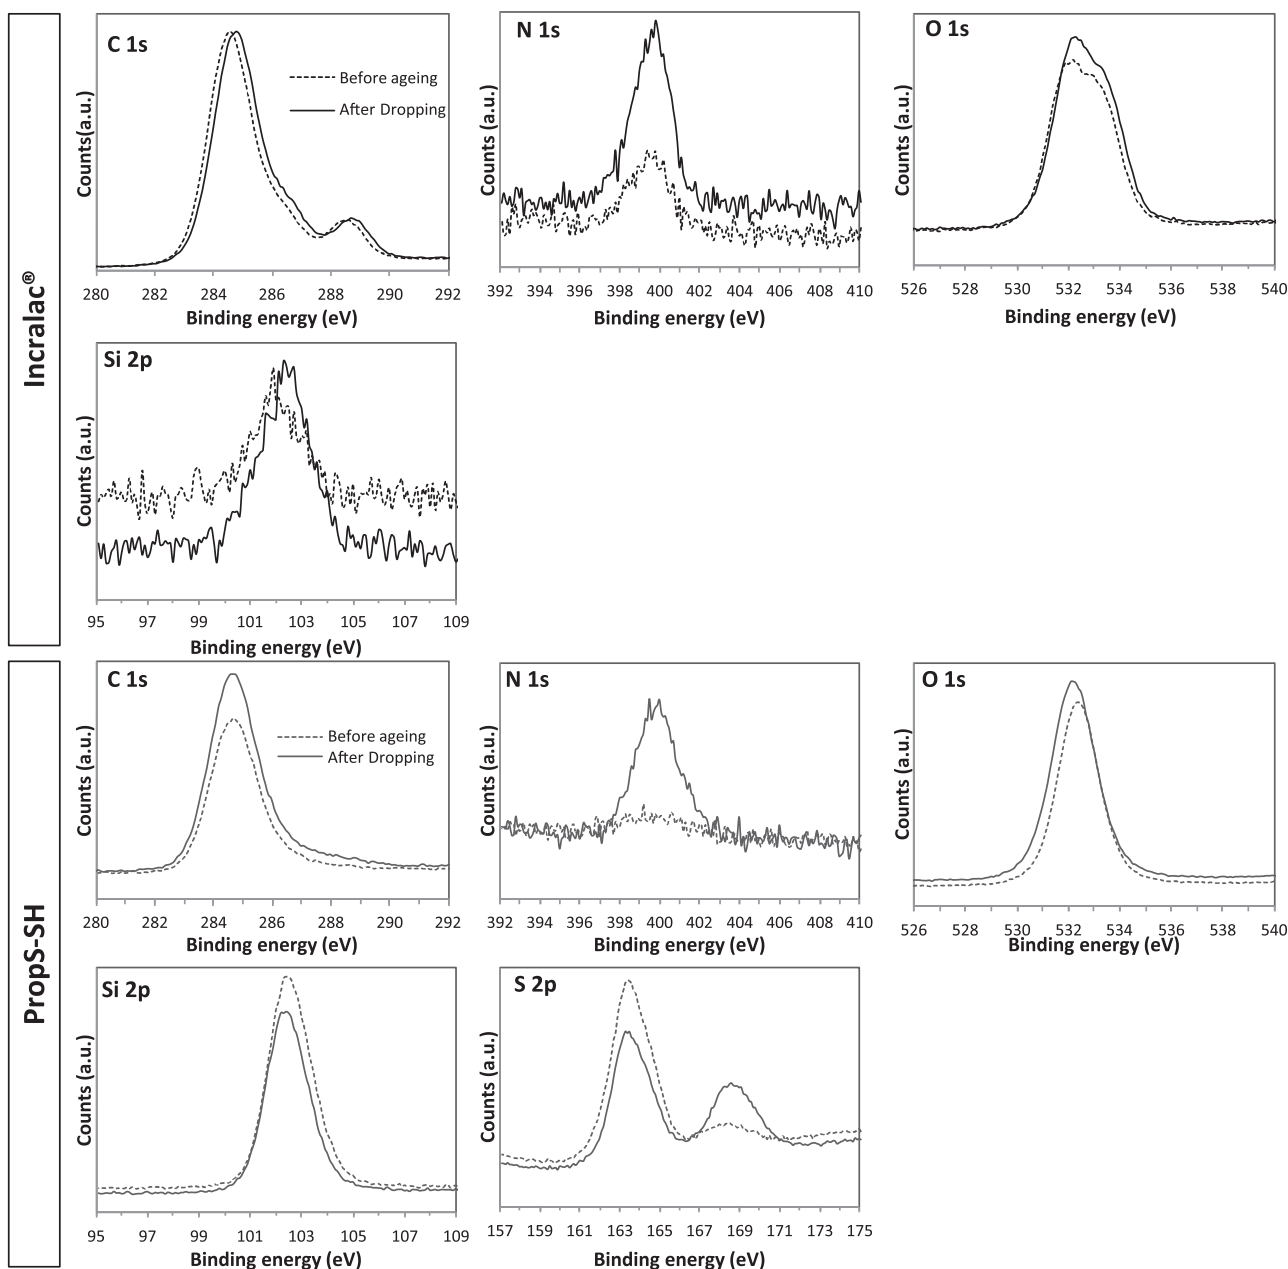 Incralac®
C 1s
Before ageing
After Dropping
Counts(a.u.)
280 282 284 286 288 290 292
Binding energy (eV)
N 1s
Counts (a.u.)
392 394 396 398 400 402 404 406 408 410
Binding energy (eV)
O 1s
Counts (a.u.)
526 528 530 532 534 536 538 540
Binding energy (eV)
Si 2p
Counts (a.u.)
95 97 99 101 103 105 107 109
Binding energy (eV)
PropS-SH
C 1s
Before ageing
After Dropping
Counts (a.u.)
280 282 284 286 288 290 292
Binding energy (eV)
N 1s
Counts (a.u.)
392 394 396 398 400 402 404 406 408 410
Binding energy (eV)
O 1s
Counts (a.u.)
526 528 530 532 534 536 538 540
Binding energy (eV)
Si 2p
Counts (a.u.)
95 97 99 101 103 105 107 109
Binding energy (eV)
S 2p
Counts (a.u.)
157 159 161 163 165 167 169 171 173 175
Binding energy (eV)